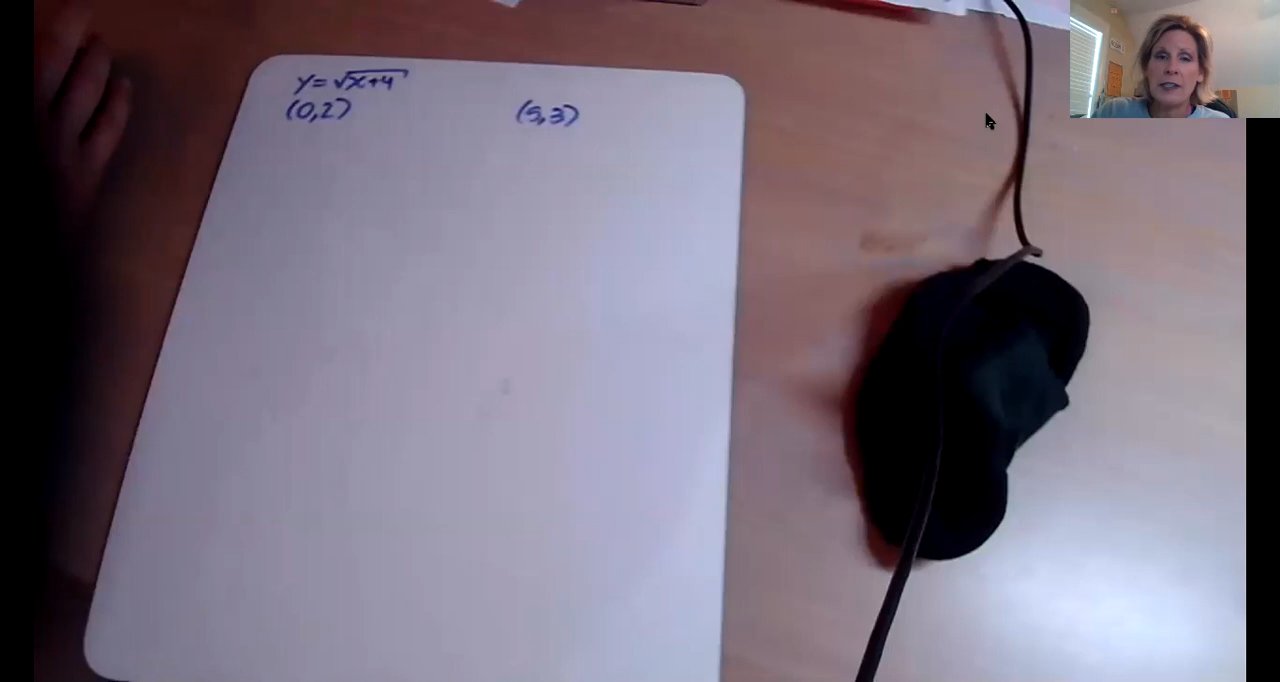 y=√x+4
(0,2) (5,3)